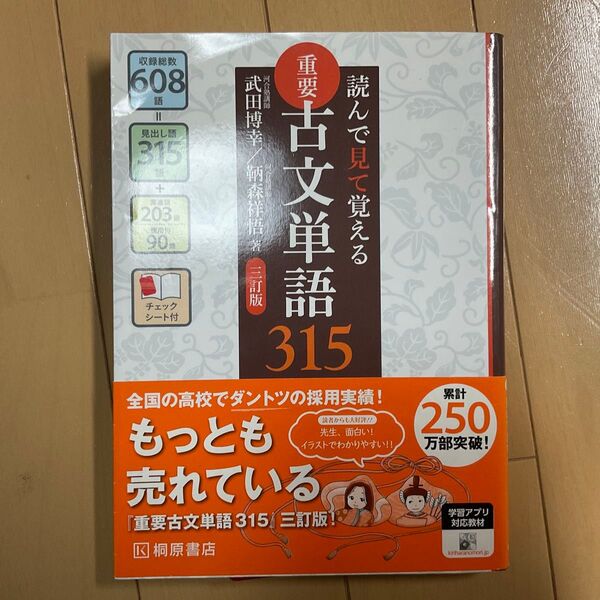 収録総数
608
語
=
見出し語
315
語
+
関連語
203語
慣用句
90語
チェック
シート付
読んで見て覚える
重要
古文単語
315
三訂版
河合塾講師
武田博幸/鞆森祥悟 著
全国の高校でダントツの採用実績!
もっとも
売れている
『重要古文単語315』三訂版!
読者からも大好評!!
先生、面白い!
イラストでわかりやすい!!
累計
250
万部突破!
学習アプリ
対応教材
kiriharanomori.jp
K 桐原書店